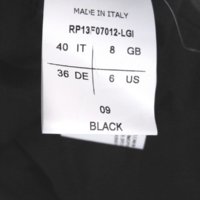 MADE IN ITALY
RP13F07012-LGI
40 IT 8 GB
36 DE 6 US
09
BLACK